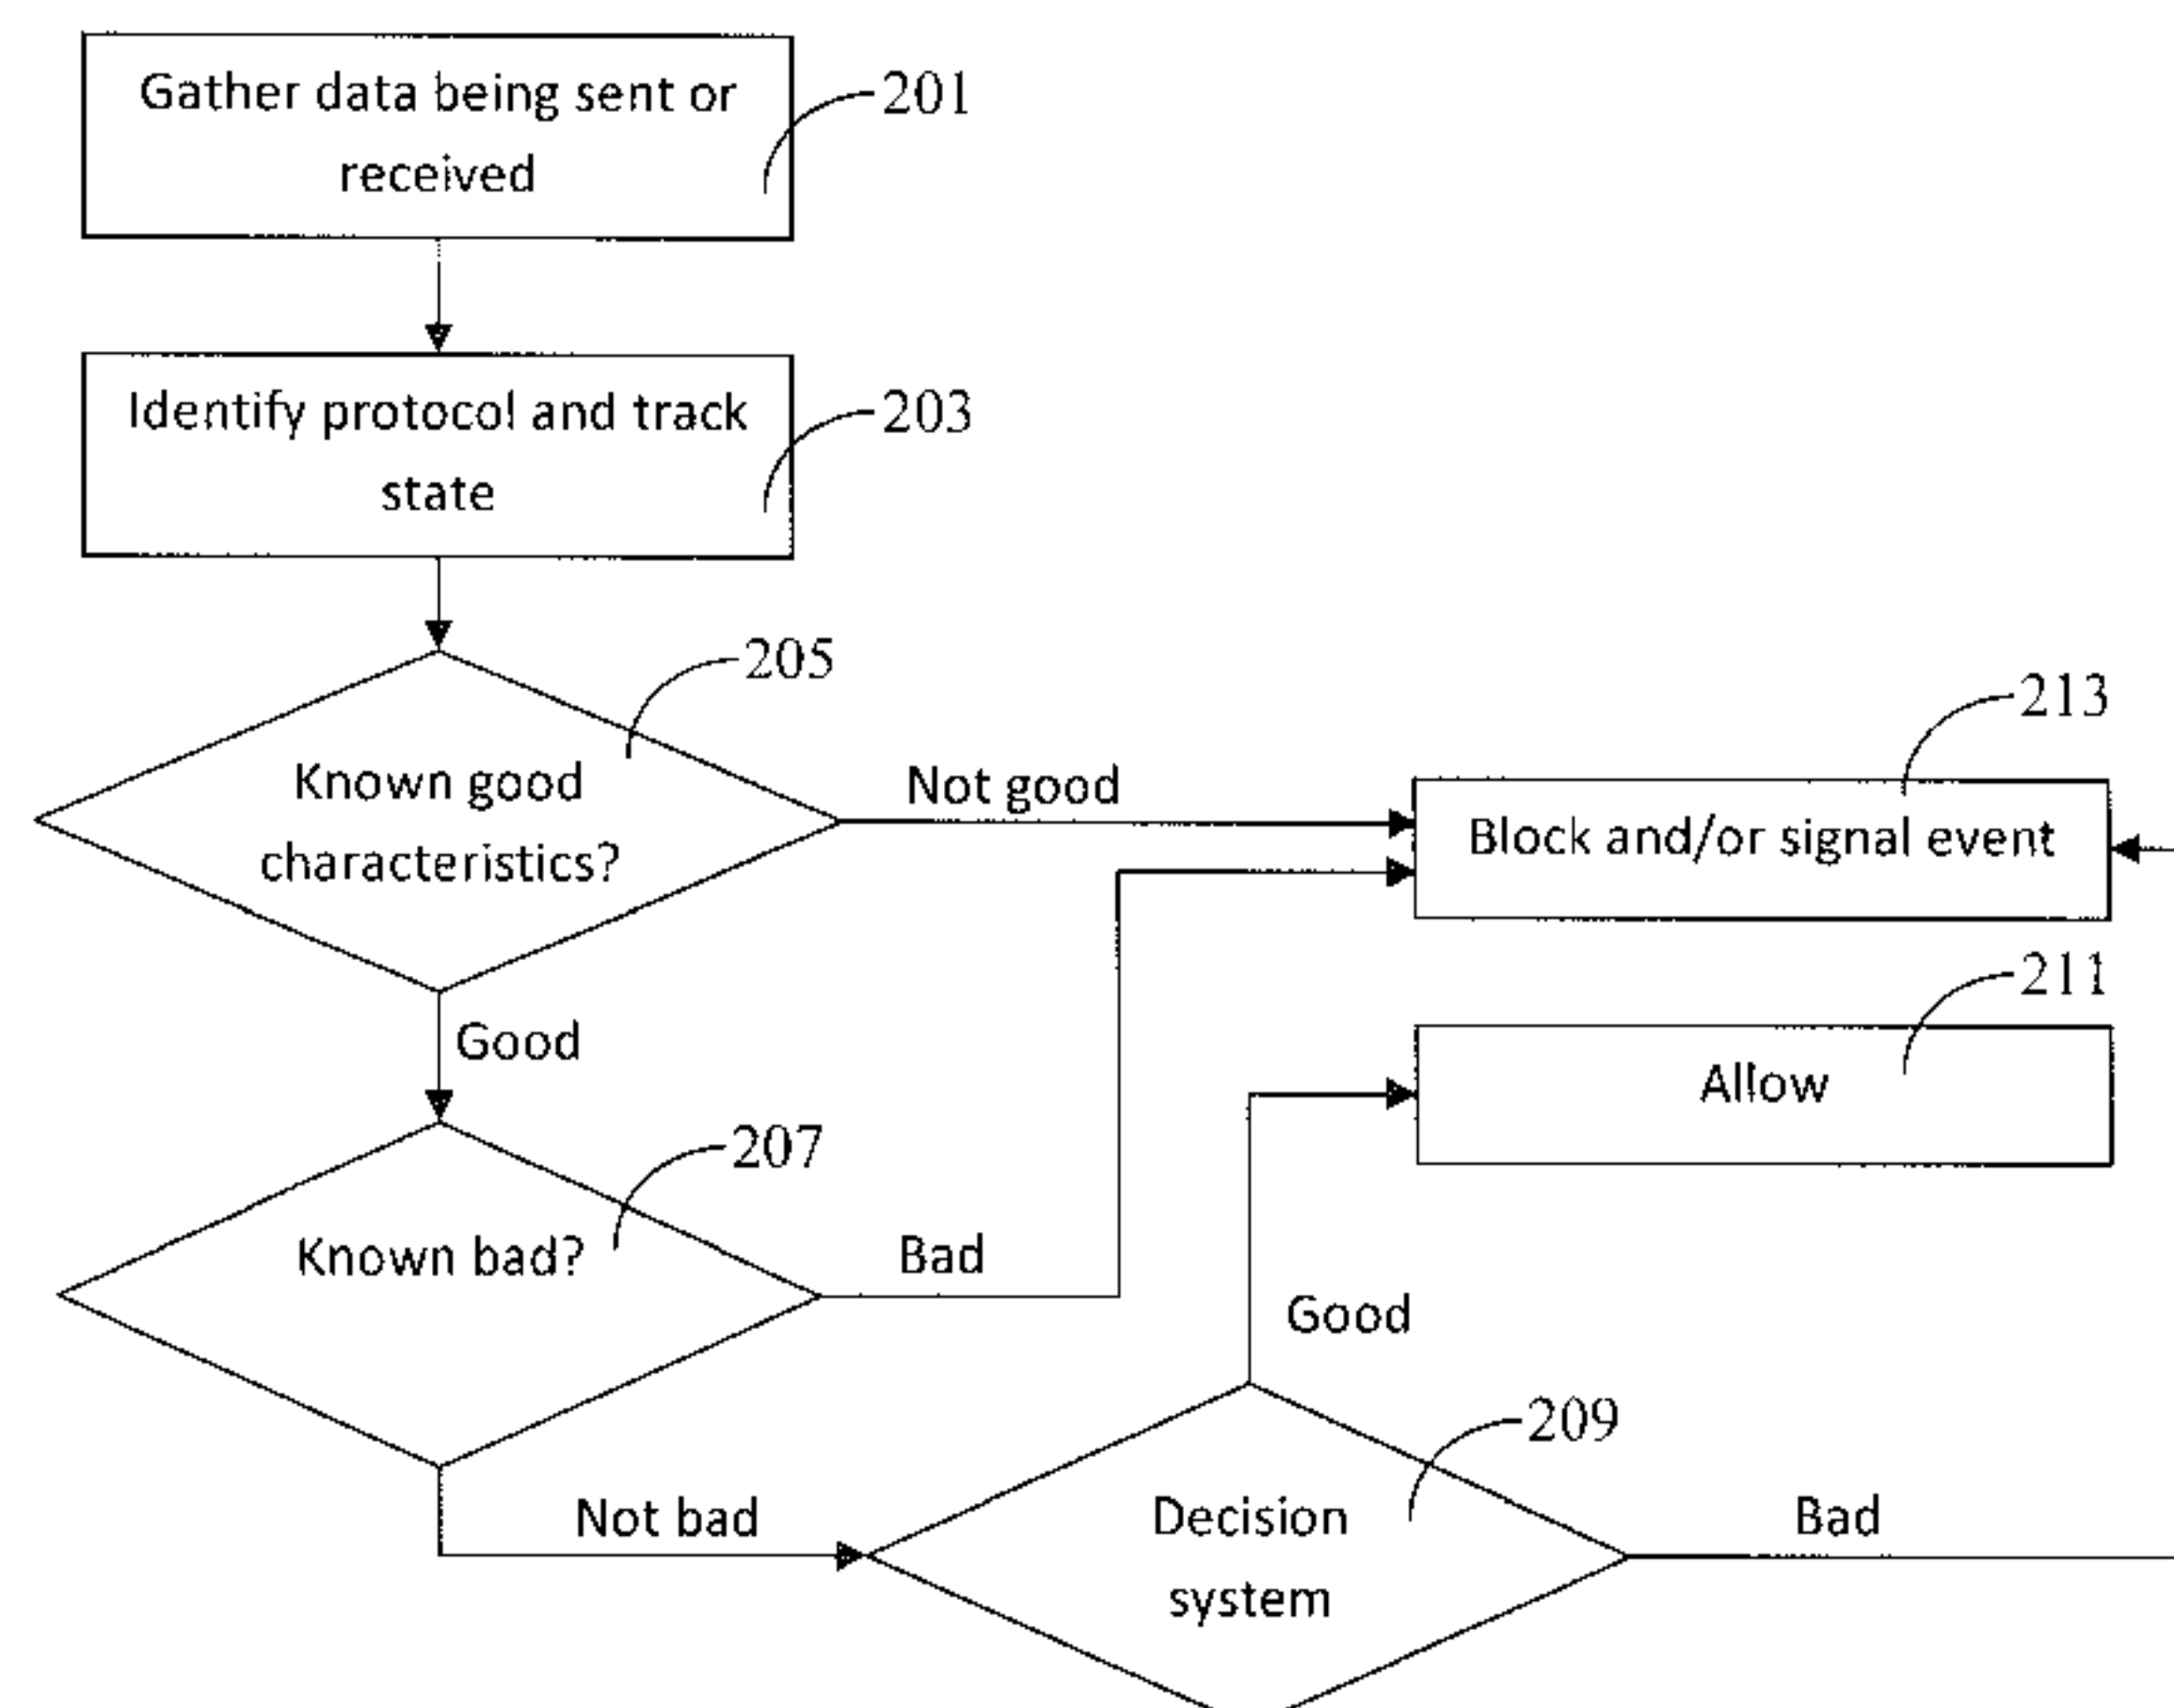 Gather data being sent or
received
201
Identify protocol and track
state
203
205
Known good
characteristics?
Not good
213
Block and/or signal event
Good
211
Allow
207
Known bad?
Bad
Good
209
Not bad
Decision
system
Bad